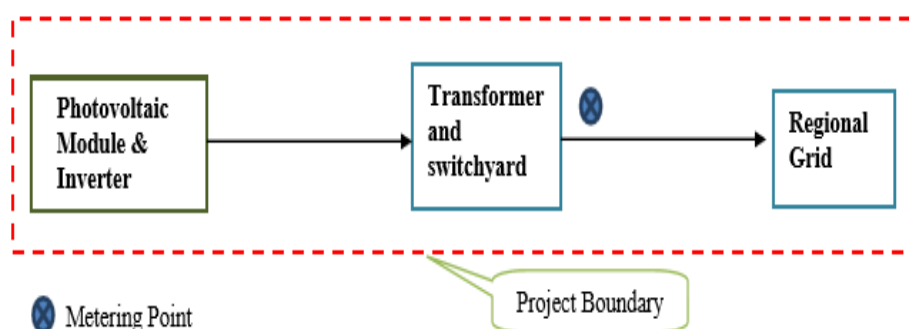 Photovoltaic
Module &
Inverter
Transformer
and
switchyard
Regional
Grid
Project Boundary
Metering Point